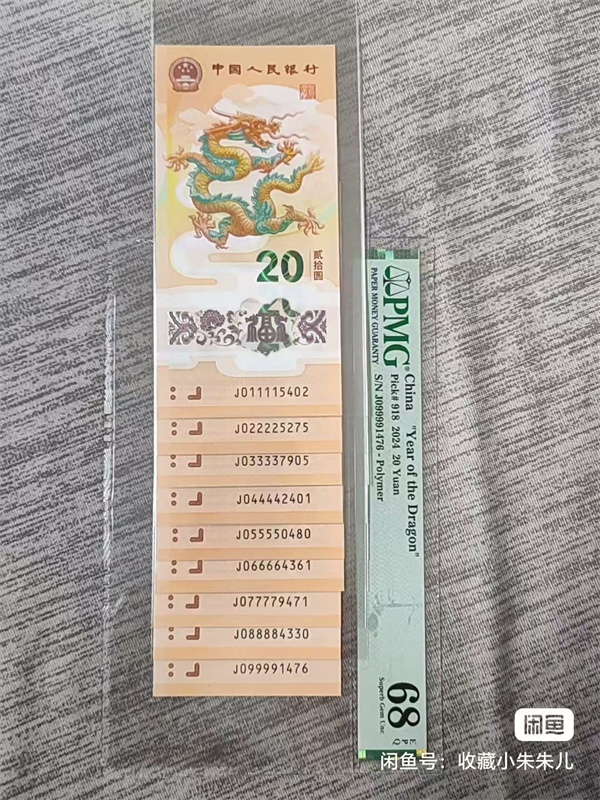 中国人民银行
20
贰拾圆
福
J011115402
J022225275
J033337905
J044442401
J055550480
J066664361
J077779471
J088884330
J099991476
PMG
PAPER MONEY GUARANTY
China "Year of the Dragon"
Pick# 918 2024 20 Yuan
S/N J099991476 - Polymer
68
EPQ
Superb Gem Unc
闲鱼
闲鱼号：收藏小朱朱儿